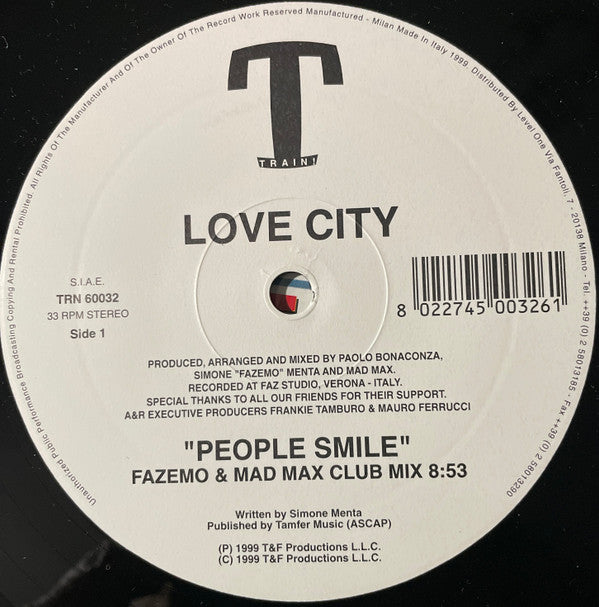 Unauthorized Public Performance Broadcasting Copying And Rental Prohibited. All Rights Of The Manufacturer And Of The Owner Of The Record Work Reserved Manufactured - Milan Made In Italy 1999. Distributed By Level One Via Fantoli. 7 - 20138 Milano - Tel. ++39 (0) 2 58013185 - Fax ++39 (0) 2 58013290
T
TRAIN!
LOVE CITY
S.I.A.E.
TRN 60032
33 RPM STEREO
Side 1
8 022745 003261
PRODUCED, ARRANGED AND MIXED BY PAOLO BONACONZA,
SIMONE "FAZEMO" MENTA AND MAD MAX.
RECORDED AT FAZ STUDIO, VERONA - ITALY.
SPECIAL THANKS TO ALL OUR FRIENDS FOR THEIR SUPPORT.
A&R EXECUTIVE PRODUCERS FRANKIE TAMBURO & MAURO FERRUCCI
"PEOPLE SMILE"
FAZEMO & MAD MAX CLUB MIX 8:53
Written by Simone Menta
Published by Tamfer Music (ASCAP)
(P) 1999 T&F Productions L.L.C.
(C) 1999 T&F Productions L.L.C.